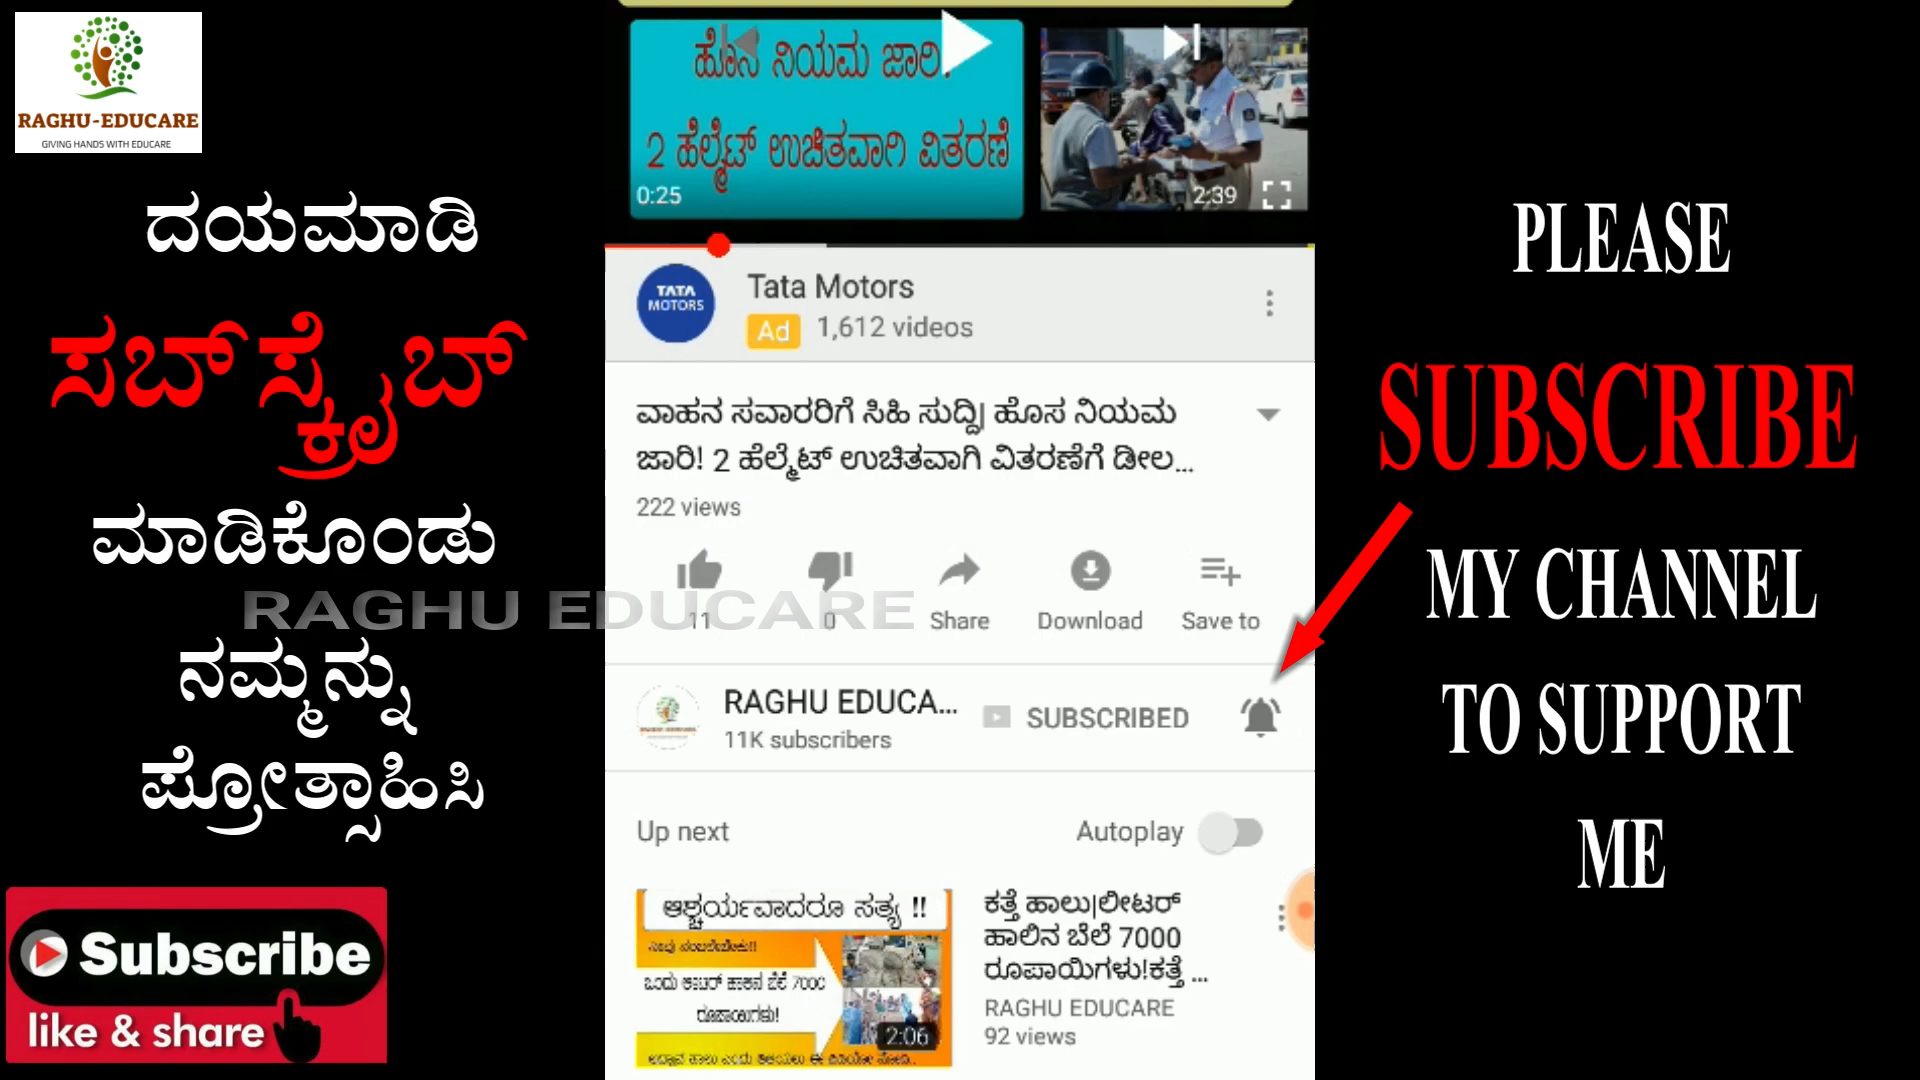 RAGHU-EDUCARE
GIVING HANDS WITH EDUCARE
ದಯಮಾಡಿ
ಸಬ್‌ಸ್ಕ್ರೈಬ್
ಮಾಡಿಕೊಂಡು
ನಮ್ಮನ್ನು
ಪ್ರೋತ್ಸಾಹಿಸಿ
Subscribe
like & share
RAGHU EDUCARE
ಹೊಸ ನಿಯಮ ಜಾರಿ!
2 ಹೆಲ್ಮೆಟ್ ಉಚಿತವಾಗಿ ವಿತರಣೆ
0:25
2:39
TATA
MOTORS
Tata Motors
Ad 1,612 videos
ವಾಹನ ಸವಾರರಿಗೆ ಸಿಹಿ ಸುದ್ದಿ| ಹೊಸ ನಿಯಮ
ಜಾರಿ! 2 ಹೆಲ್ಮೆಟ್ ಉಚಿತವಾಗಿ ವಿತರಣೆಗೆ ಡೀಲ...
222 views
11 0 Share Download Save to
RAGHU EDUCA... SUBSCRIBED
11K subscribers
Up next Autoplay
ಆಶ್ಚರ್ಯವಾದರೂ ಸತ್ಯ !!
ನೀವು ನಂಬಲೇಬೇಕು!!
ಒಂದು ಲೀಟರ್ ಹಾಲಿನ ಬೆಲೆ 7000
ರೂಪಾಯಿಗಳು!
2:06
ಕತ್ತೆ ಹಾಲು|ಲೀಟರ್
ಹಾಲಿನ ಬೆಲೆ 7000
ರೂಪಾಯಿಗಳು!ಕತ್ತೆ ...
RAGHU EDUCARE
92 views
PLEASE
SUBSCRIBE
MY CHANNEL
TO SUPPORT
ME